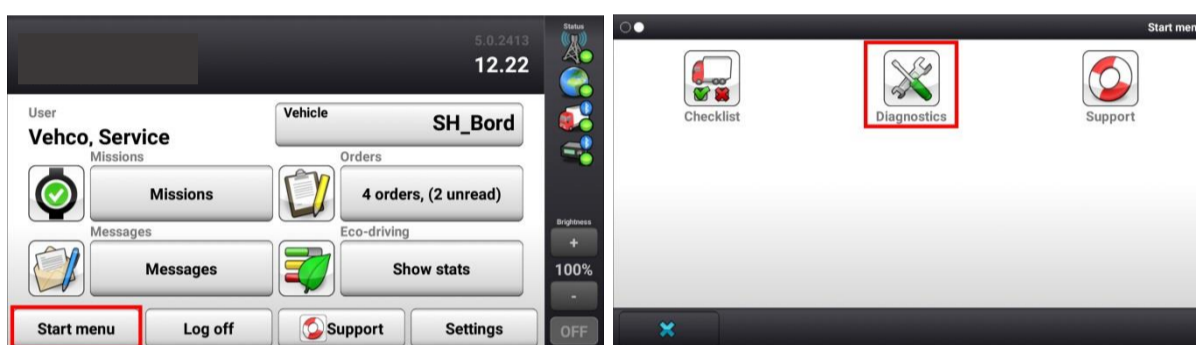 5.0.2413
12.22
User
Vehco, Service
Vehicle
SH_Bord
Missions
Missions
Orders
4 orders, (2 unread)
Messages
Messages
Eco-driving
Show stats
Start menu
Log off
Support
Settings
Status
Brightness
+
100%
-
OFF
Start men
Checklist
Diagnostics
Support